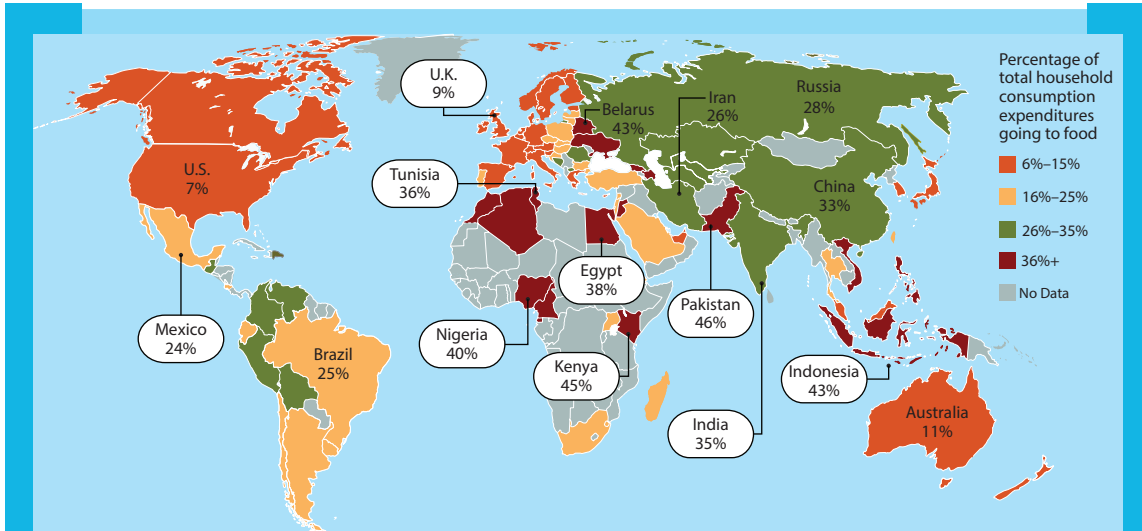 U.K.
9%
Belarus
43%
Iran
26%
Russia
28%
Percentage of
total household
consumption
expenditures
going to food
6%–15%
16%–25%
26%–35%
36%+
No Data
U.S.
7%
Tunisia
36%
China
33%
Egypt
38%
Pakistan
46%
Mexico
24%
Brazil
25%
Nigeria
40%
Kenya
45%
Indonesia
43%
India
35%
Australia
11%